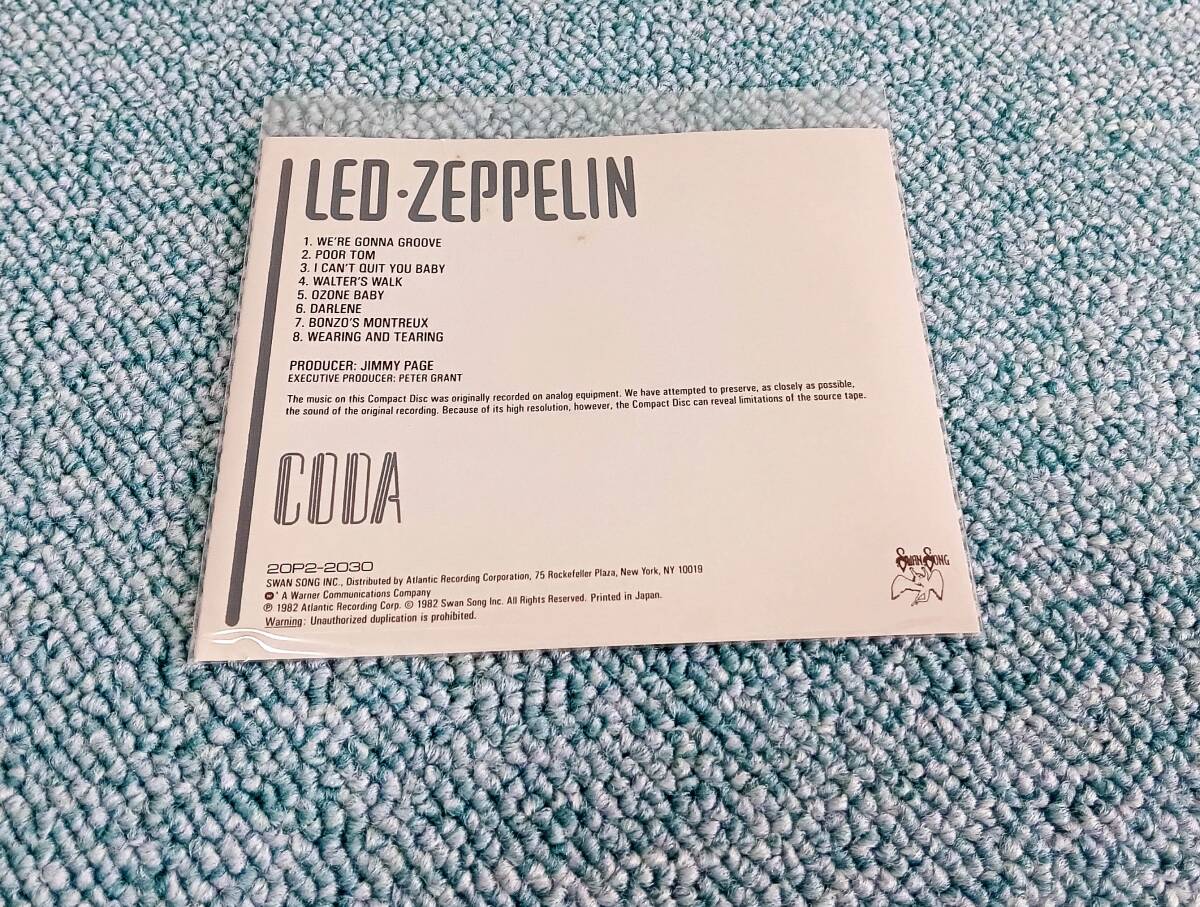 LED·ZEPPELIN
1. WE'RE GONNA GROOVE
2. POOR TOM
3. I CAN'T QUIT YOU BABY
4. WALTER'S WALK
5. OZONE BABY
6. DARLENE
7. BONZO'S MONTREUX
8. WEARING AND TEARING
PRODUCER: JIMMY PAGE
EXECUTIVE PRODUCER: PETER GRANT
The music on this Compact Disc was originally recorded on analog equipment. We have attempted to preserve, as closely as possible,
the sound of the original recording. Because of its high resolution, however, the Compact Disc can reveal limitations of the source tape.
CODA
20P2-2030
SWAN SONG INC., Distributed by Atlantic Recording Corporation, 75 Rockefeller Plaza, New York, NY 10019
A Warner Communications Company
℗ 1982 Atlantic Recording Corp. © 1982 Swan Song Inc. All Rights Reserved. Printed in Japan.
Warning: Unauthorized duplication is prohibited.
SWAN SONG